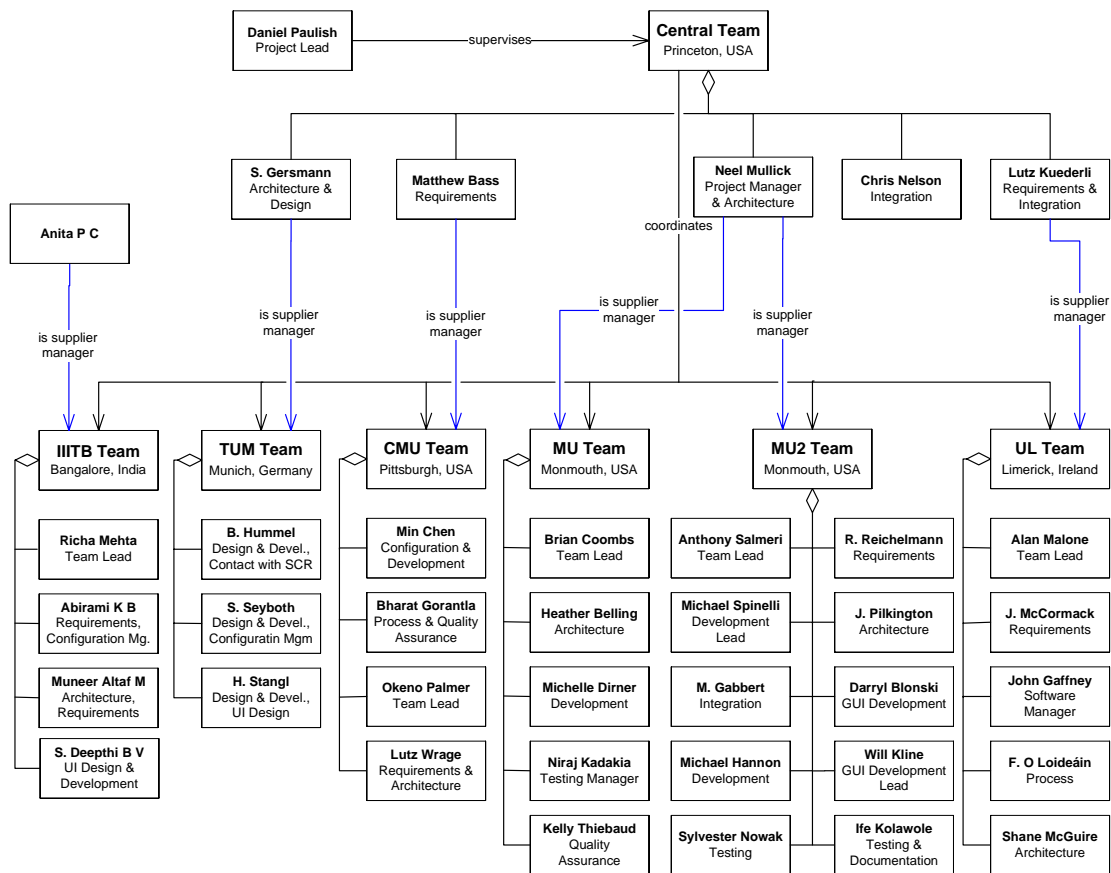 Daniel Paulish
Project Lead
supervises
Central Team
Princeton, USA
S. Gersmann
Architecture &
Design
Matthew Bass
Requirements
Neel Mullick
Project Manager
& Architecture
Chris Nelson
Integration
Lutz Kuederli
Requirements &
Integration
Anita P C
coordinates
is supplier
manager
is supplier
manager
is supplier
manager
is supplier
manager
is supplier
manager
is supplier
manager
IIITB Team
Bangalore, India
TUM Team
Munich, Germany
CMU Team
Pittsburgh, USA
MU Team
Monmouth, USA
MU2 Team
Monmouth, USA
UL Team
Limerick, Ireland
Richa Mehta
Team Lead
Abirami K B
Requirements,
Configuration Mg.
Muneer Altaf M
Architecture,
Requirements
S. Deepthi B V
UI Design &
Development
B. Hummel
Design & Devel.,
Contact with SCR
S. Seyboth
Design & Devel.,
Configuratin Mgm
H. Stangl
Design & Devel.,
UI Design
Min Chen
Configuration &
Development
Bharat Gorantla
Process & Quality
Assurance
Okeno Palmer
Team Lead
Lutz Wrage
Requirements &
Architecture
Brian Coombs
Team Lead
Heather Belling
Architecture
Michelle Dirner
Development
Niraj Kadakia
Testing Manager
Kelly Thiebaud
Quality
Assurance
Anthony Salmeri
Team Lead
Michael Spinelli
Development
Lead
M. Gabbert
Integration
Michael Hannon
Development
Sylvester Nowak
Testing
R. Reichelmann
Requirements
J. Pilkington
Architecture
Darryl Blonski
GUI Development
Will Kline
GUI Development
Lead
Ife Kolawole
Testing &
Documentation
Alan Malone
Team Lead
J. McCormack
Requirements
John Gaffney
Software
Manager
F. O Loideáin
Process
Shane McGuire
Architecture